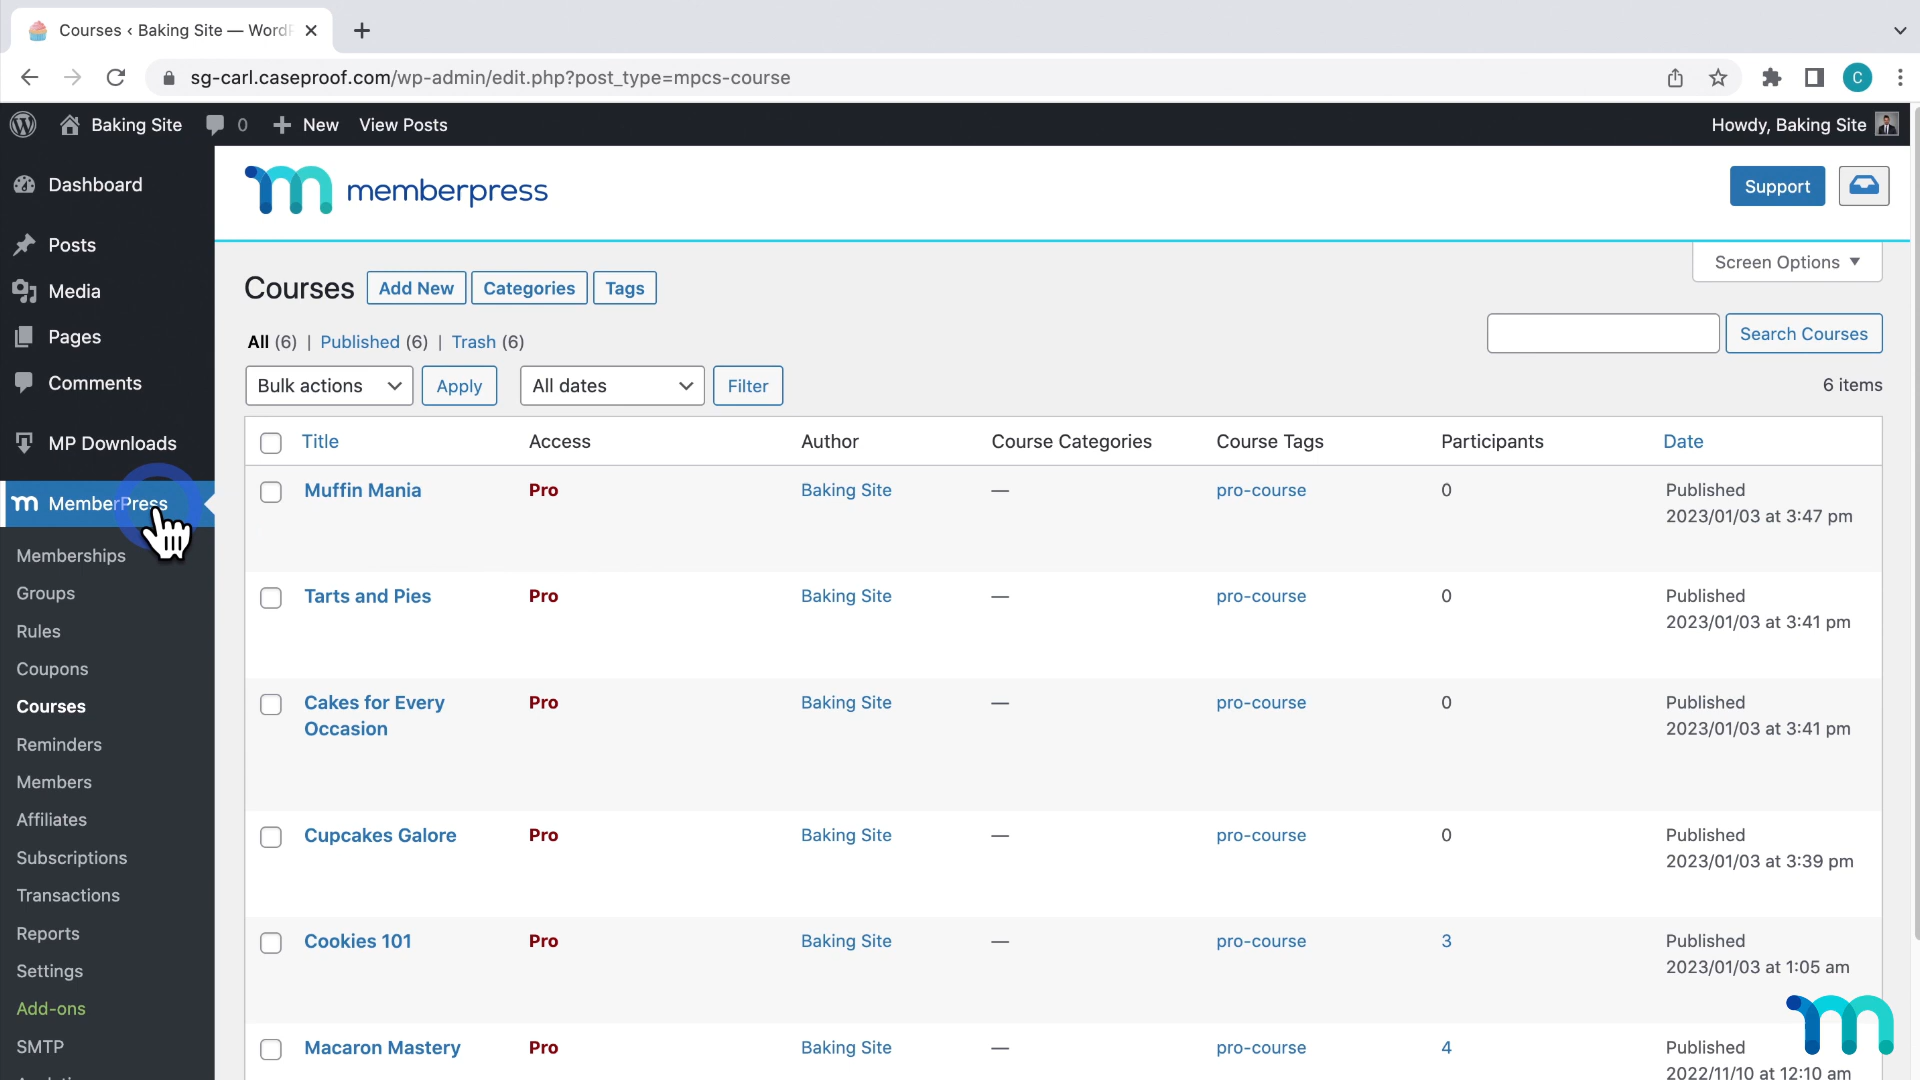 Courses ‹ Baking Site — WordP
sg-carl.caseproof.com/wp-admin/edit.php?post_type=mpcs-course
C
Baking Site 0 New View Posts Howdy, Baking Site
Dashboard
Posts
Media
Pages
Comments
MP Downloads
MemberPress
Memberships
Groups
Rules
Coupons
Courses
Reminders
Members
Affiliates
Subscriptions
Transactions
Reports
Settings
Add-ons
SMTP
memberpress
Support
Screen Options ▼
Courses Add New Categories Tags
All (6) | Published (6) | Trash (6)
Search Courses
Bulk actions Apply All dates Filter
6 items
Title Access Author Course Categories Course Tags Participants Date
Muffin Mania Pro Baking Site — pro-course 0 Published
2023/01/03 at 3:47 pm
Tarts and Pies Pro Baking Site — pro-course 0 Published
2023/01/03 at 3:41 pm
Cakes for Every Pro Baking Site — pro-course 0 Published
Occasion 2023/01/03 at 3:41 pm
Cupcakes Galore Pro Baking Site — pro-course 0 Published
2023/01/03 at 3:39 pm
Cookies 101 Pro Baking Site — pro-course 3 Published
2023/01/03 at 1:05 am
Macaron Mastery Pro Baking Site — pro-course 4 Published
2022/11/10 at 12:10 am